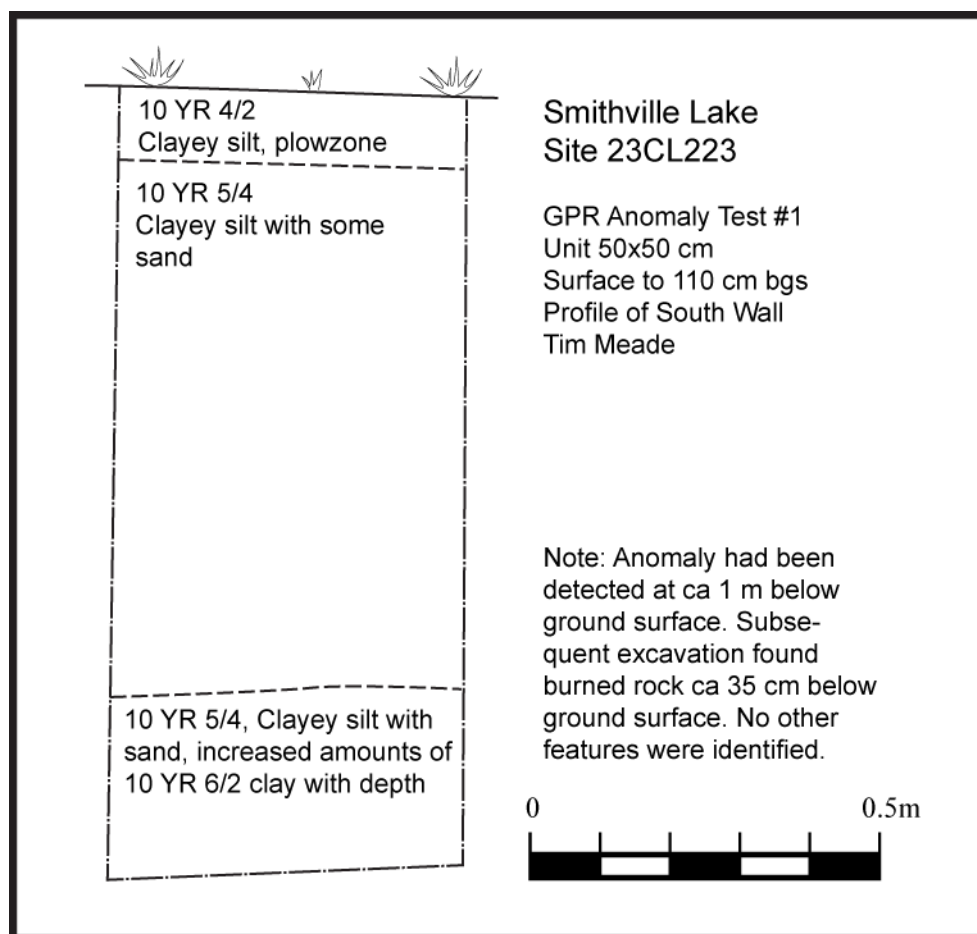 10 YR 4/2
Clayey silt, plowzone
10 YR 5/4
Clayey silt with some
sand
10 YR 5/4, Clayey silt with
sand, increased amounts of
10 YR 6/2 clay with depth
Smithville Lake
Site 23CL223
GPR Anomaly Test #1
Unit 50x50 cm
Surface to 110 cm bgs
Profile of South Wall
Tim Meade
Note: Anomaly had been
detected at ca 1 m below
ground surface. Subse-
quent excavation found
burned rock ca 35 cm below
ground surface. No other
features were identified.
0 0.5m